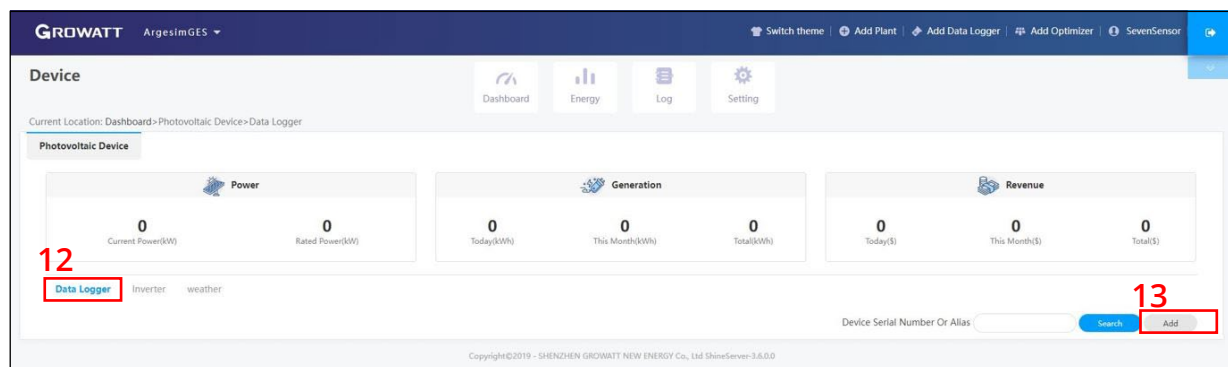 GROWATT ArgesimGES Switch theme Add Plant Add Data Logger Add Optimizer SevenSensor
Device
Dashboard Energy Log Setting
Current Location: Dashboard>Photovoltaic Device>Data Logger
Photovoltaic Device
Power Generation Revenue
0 0 0 0 0 0 0 0
Current Power(kW) Rated Power(kW) Today(kWh) This Month(kWh) Total(kWh) Today($) This Month($) Total($)
12
Data Logger Inverter weather
13
Device Serial Number Or Alias Search Add
Copyright©2019 - SHENZHEN GROWATT NEW ENERGY Co., Ltd ShineServer-3.6.0.0